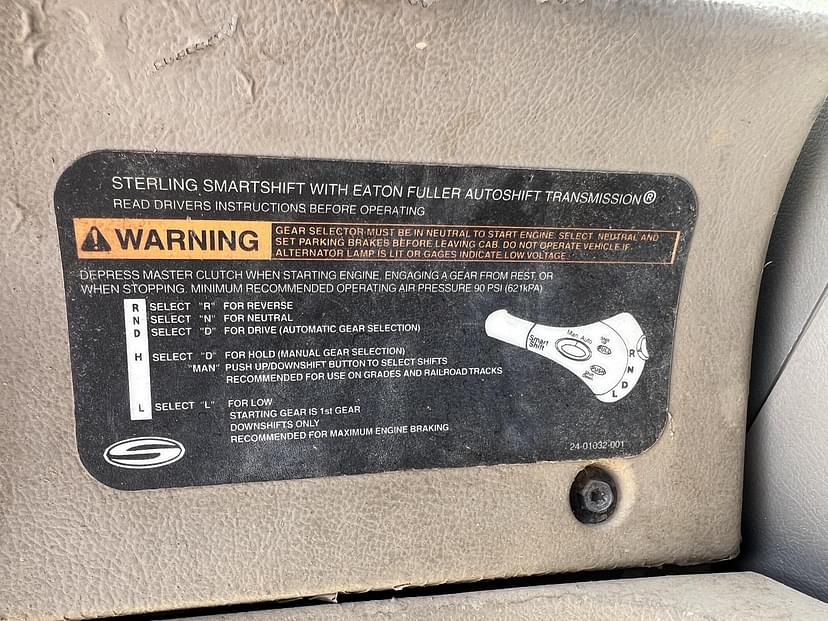 STERLING SMARTSHIFT WITH EATON FULLER AUTOSHIFT TRANSMISSION®
READ DRIVERS INSTRUCTIONS BEFORE OPERATING
WARNING
GEAR SELECTOR MUST BE IN NEUTRAL TO START ENGINE. SELECT NEUTRAL AND
SET PARKING BRAKES BEFORE LEAVING CAB. DO NOT OPERATE VEHICLE IF
ALTERNATOR LAMP IS LIT OR GAGES INDICATE LOW VOLTAGE.
DEPRESS MASTER CLUTCH WHEN STARTING ENGINE, ENGAGING A GEAR FROM REST, OR
WHEN STOPPING. MINIMUM RECOMMENDED OPERATING AIR PRESSURE 90 PSI (621kPA)
R SELECT "R" FOR REVERSE
N SELECT "N" FOR NEUTRAL
D SELECT "D" FOR DRIVE (AUTOMATIC GEAR SELECTION)
H SELECT "D" FOR HOLD (MANUAL GEAR SELECTION)
"MAN" PUSH UP/DOWNSHIFT BUTTON TO SELECT SHIFTS
RECOMMENDED FOR USE ON GRADES AND RAILROAD TRACKS
L SELECT "L" FOR LOW
STARTING GEAR IS 1st GEAR
DOWNSHIFTS ONLY
RECOMMENDED FOR MAXIMUM ENGINE BRAKING
Smart
Shift
Man Auto
R
N
D
L
S
24-01032-001